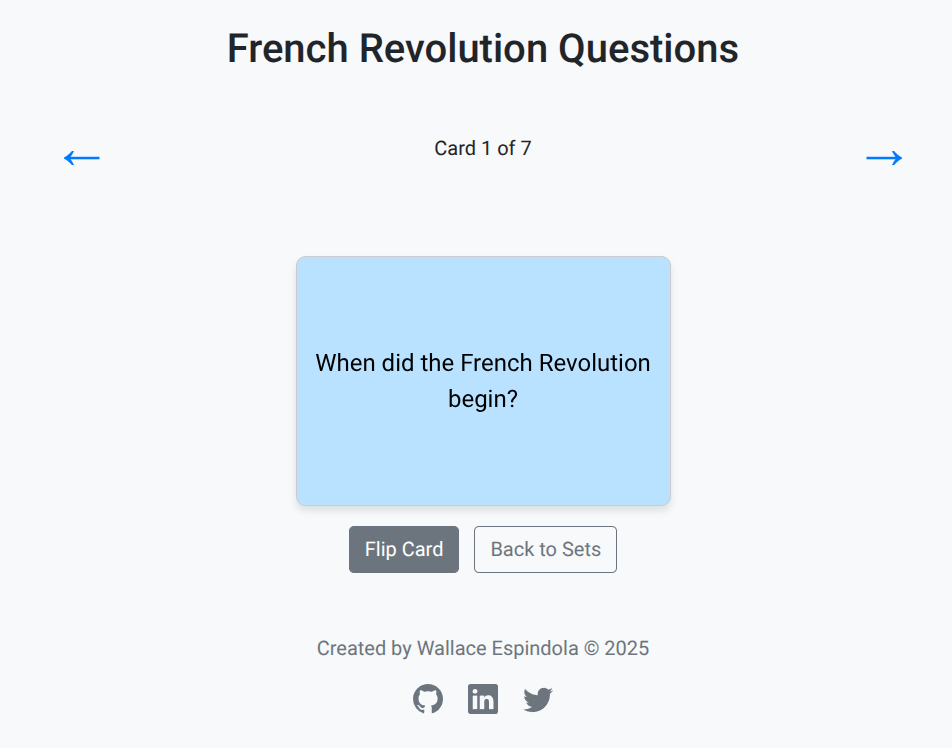 French Revolution Questions
Card 1 of 7
When did the French Revolution
begin?
Flip Card
Back to Sets
Created by Wallace Espindola © 2025
in